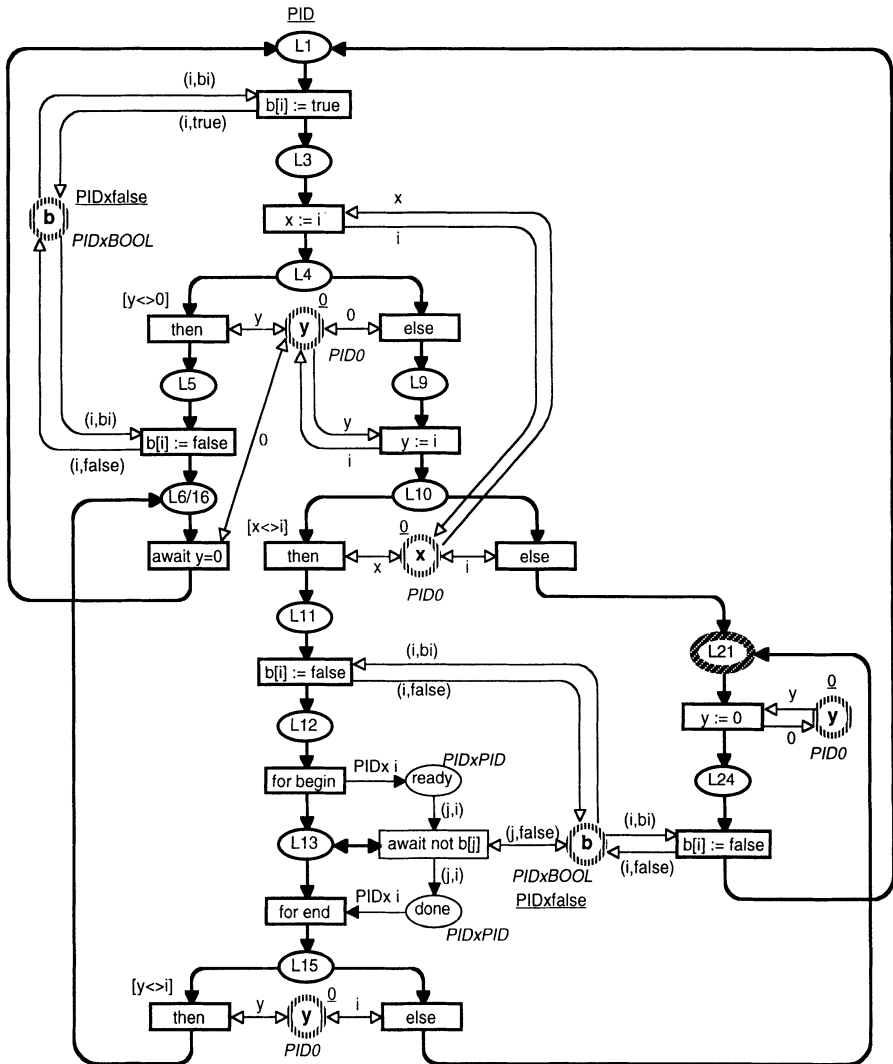 PID
L1
(i,bi)
b[i] := true
(i,true)
L3
PIDxfalse
b
PIDxBOOL
x
x := i
i
L4
[y<>0]
0
then
y
y
0
else
PID0
L5
L9
(i,bi)
y
b[i] := false
0
y := i
(i,false)
i
L6/16
L10
[x<>i]
0
await y=0
then
x
x
i
else
PID0
L11
L21
(i,bi)
b[i] := false
(i,false)
0
y
y := 0
y
0
L12
PID0
PIDxPID
PIDx i
for begin
ready
L24
(j,i)
(i,bi)
L13
await not b[j]
(j,false)
b
b[i] := false
(i,false)
(j,i)
PIDxBOOL
PIDx i
PIDxfalse
for end
done
PIDxPID
L15
[y<>i]
0
then
y
y
i
else
PID0